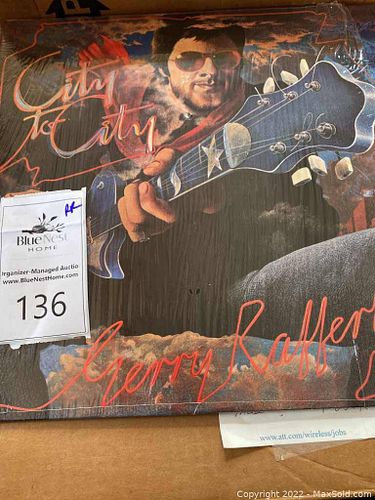 City
to City
AR
BlueNest
HOME
Organizer-Managed Auctio
www.BlueNestHome.com
136
Gerry Raffert
www.att.com/wireless/jobs
Copyright © 2022 - MaxSold.com